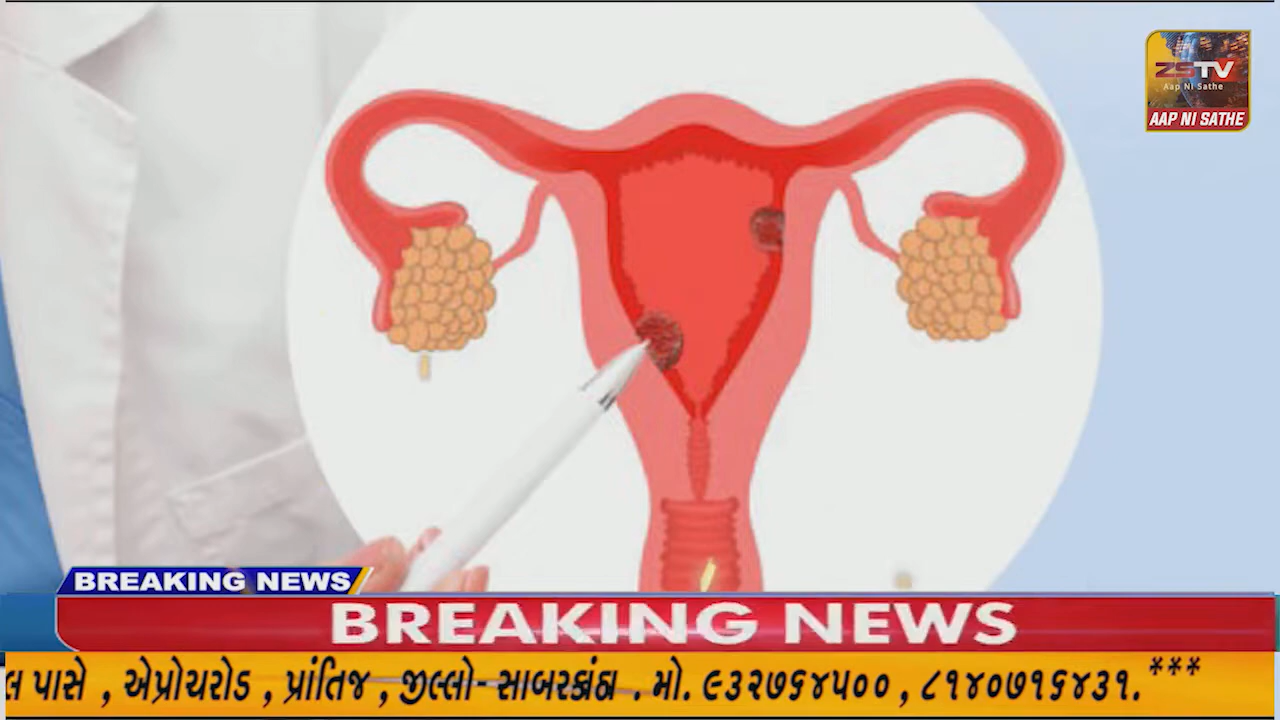 ZSTV
Aap Ni Sathe
AAP NI SATHE
BREAKING NEWS
BREAKING NEWS
લ પાસે , એપ્રોચરોડ , પ્રાંતિજ , જીલ્લો- સાબરકાંઠા . મો. ૯૩૨૭૬૪૫૦૦ , ૮૧૪૦૭૧૬૪૩૧. ***